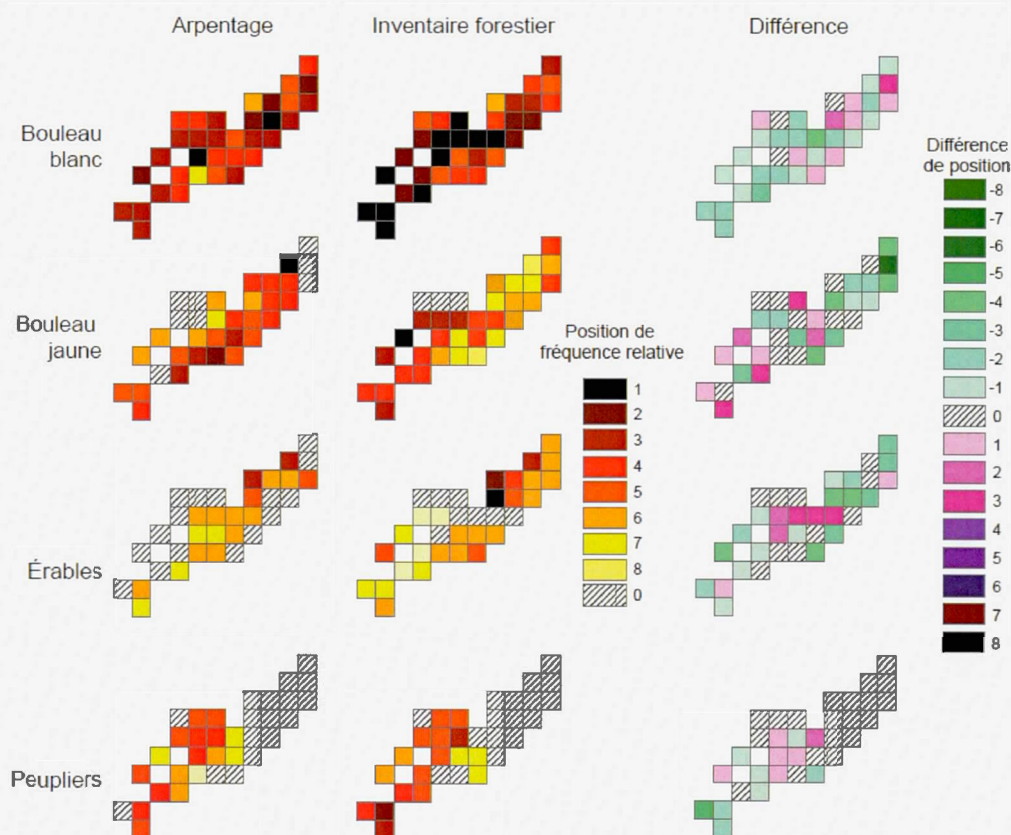 Arpentage
Inventaire forestier
Différence
Bouleau
blanc
Bouleau
jaune
Érables
Peupliers
Position de
fréquence relative
1
2
3
4
5
6
7
8
0
Différence
de position
-8
-7
-6
-5
-4
-3
-2
-1
0
1
2
3
4
5
6
7
8